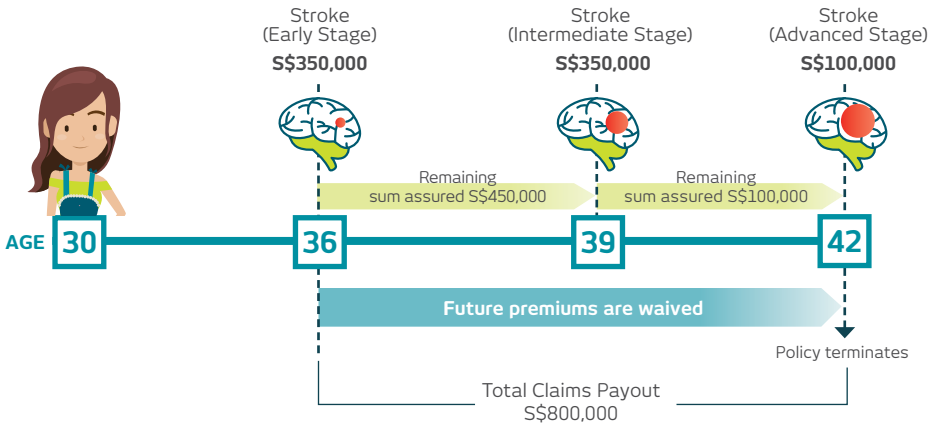 Stroke
(Early Stage)
S$350,000
Stroke
(Intermediate Stage)
S$350,000
Stroke
(Advanced Stage)
S$100,000
Remaining
sum assured S$450,000
Remaining
sum assured S$100,000
AGE 30 36 39 42
Future premiums are waived
Policy terminates
Total Claims Payout
S$800,000